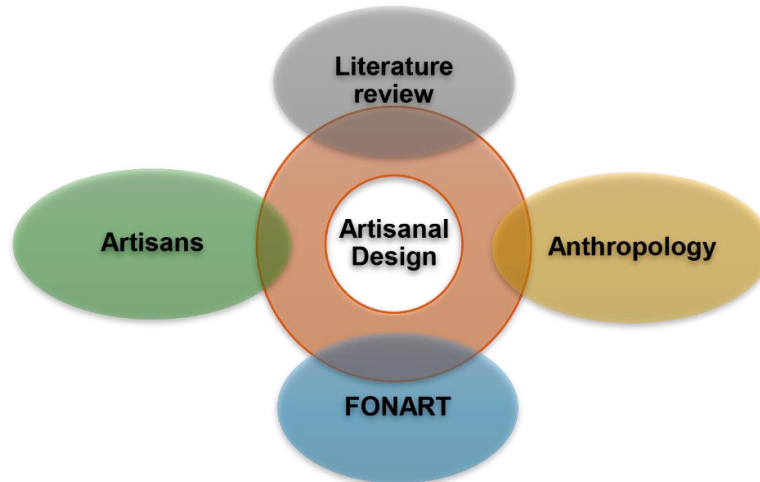 Literature
review
Artisans
Artisanal
Design
Anthropology
FONART